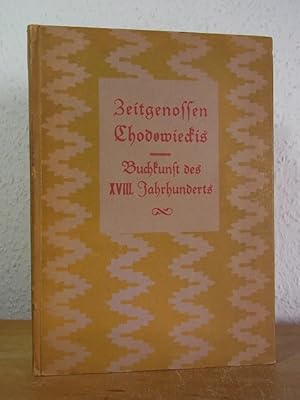 Zeitgenossen
Chodowieckis
Buchkunst des
XVIII. Jahrhunderts